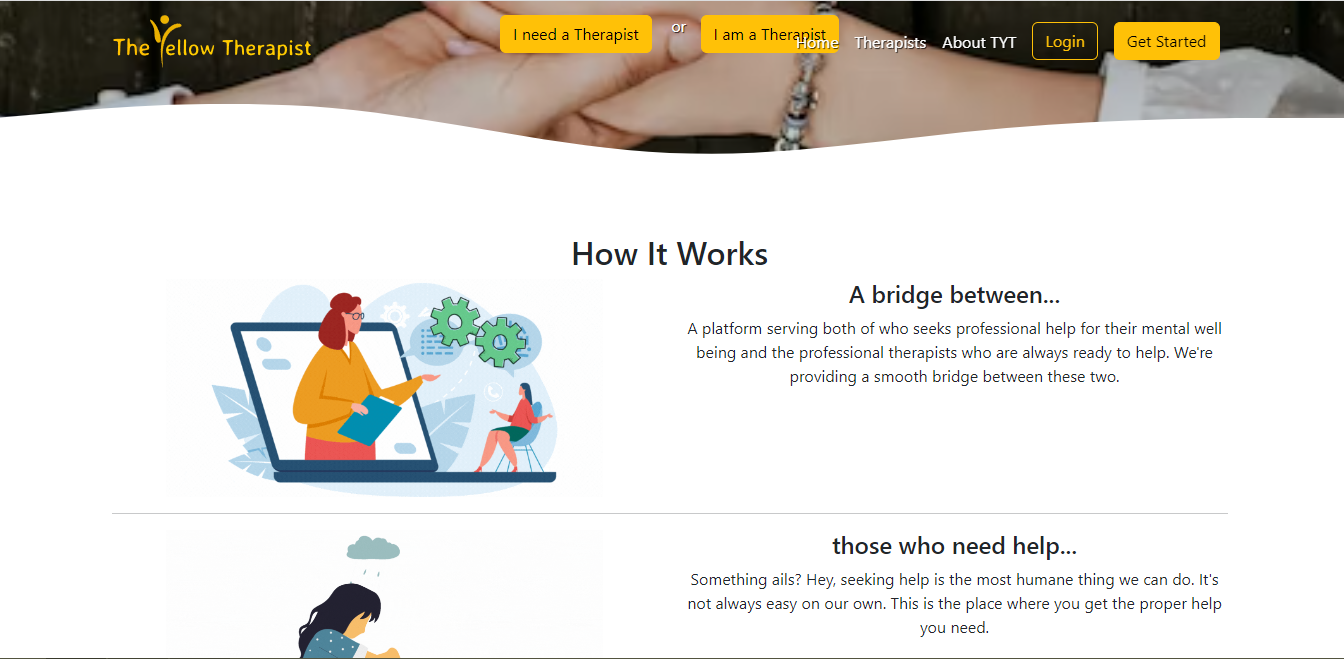 The Yellow Therapist
I need a Therapist or I am a Therapist
Home Therapists About TYT Login Get Started
How It Works
A bridge between...
A platform serving both of who seeks professional help for their mental well
being and the professional therapists who are always ready to help. We're
providing a smooth bridge between these two.
those who need help...
Something ails? Hey, seeking help is the most humane thing we can do. It's
not always easy on our own. This is the place where you get the proper help
you need.